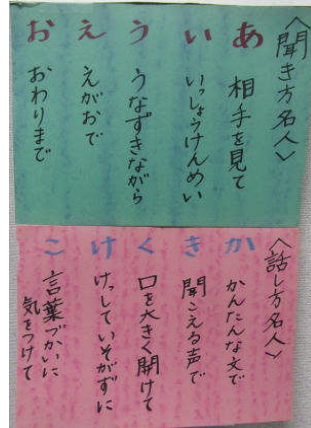 〈聞き方名人〉
あ 相手を見て
い いっしょうけんめい
う うなずきながら
え えがおで
お おわりまで
〈話し方名人〉
か かんたんな文で
き 聞こえる声で
く 口を大きく開けて
け けっしていそがずに
こ 言葉づかいに
気をつけて